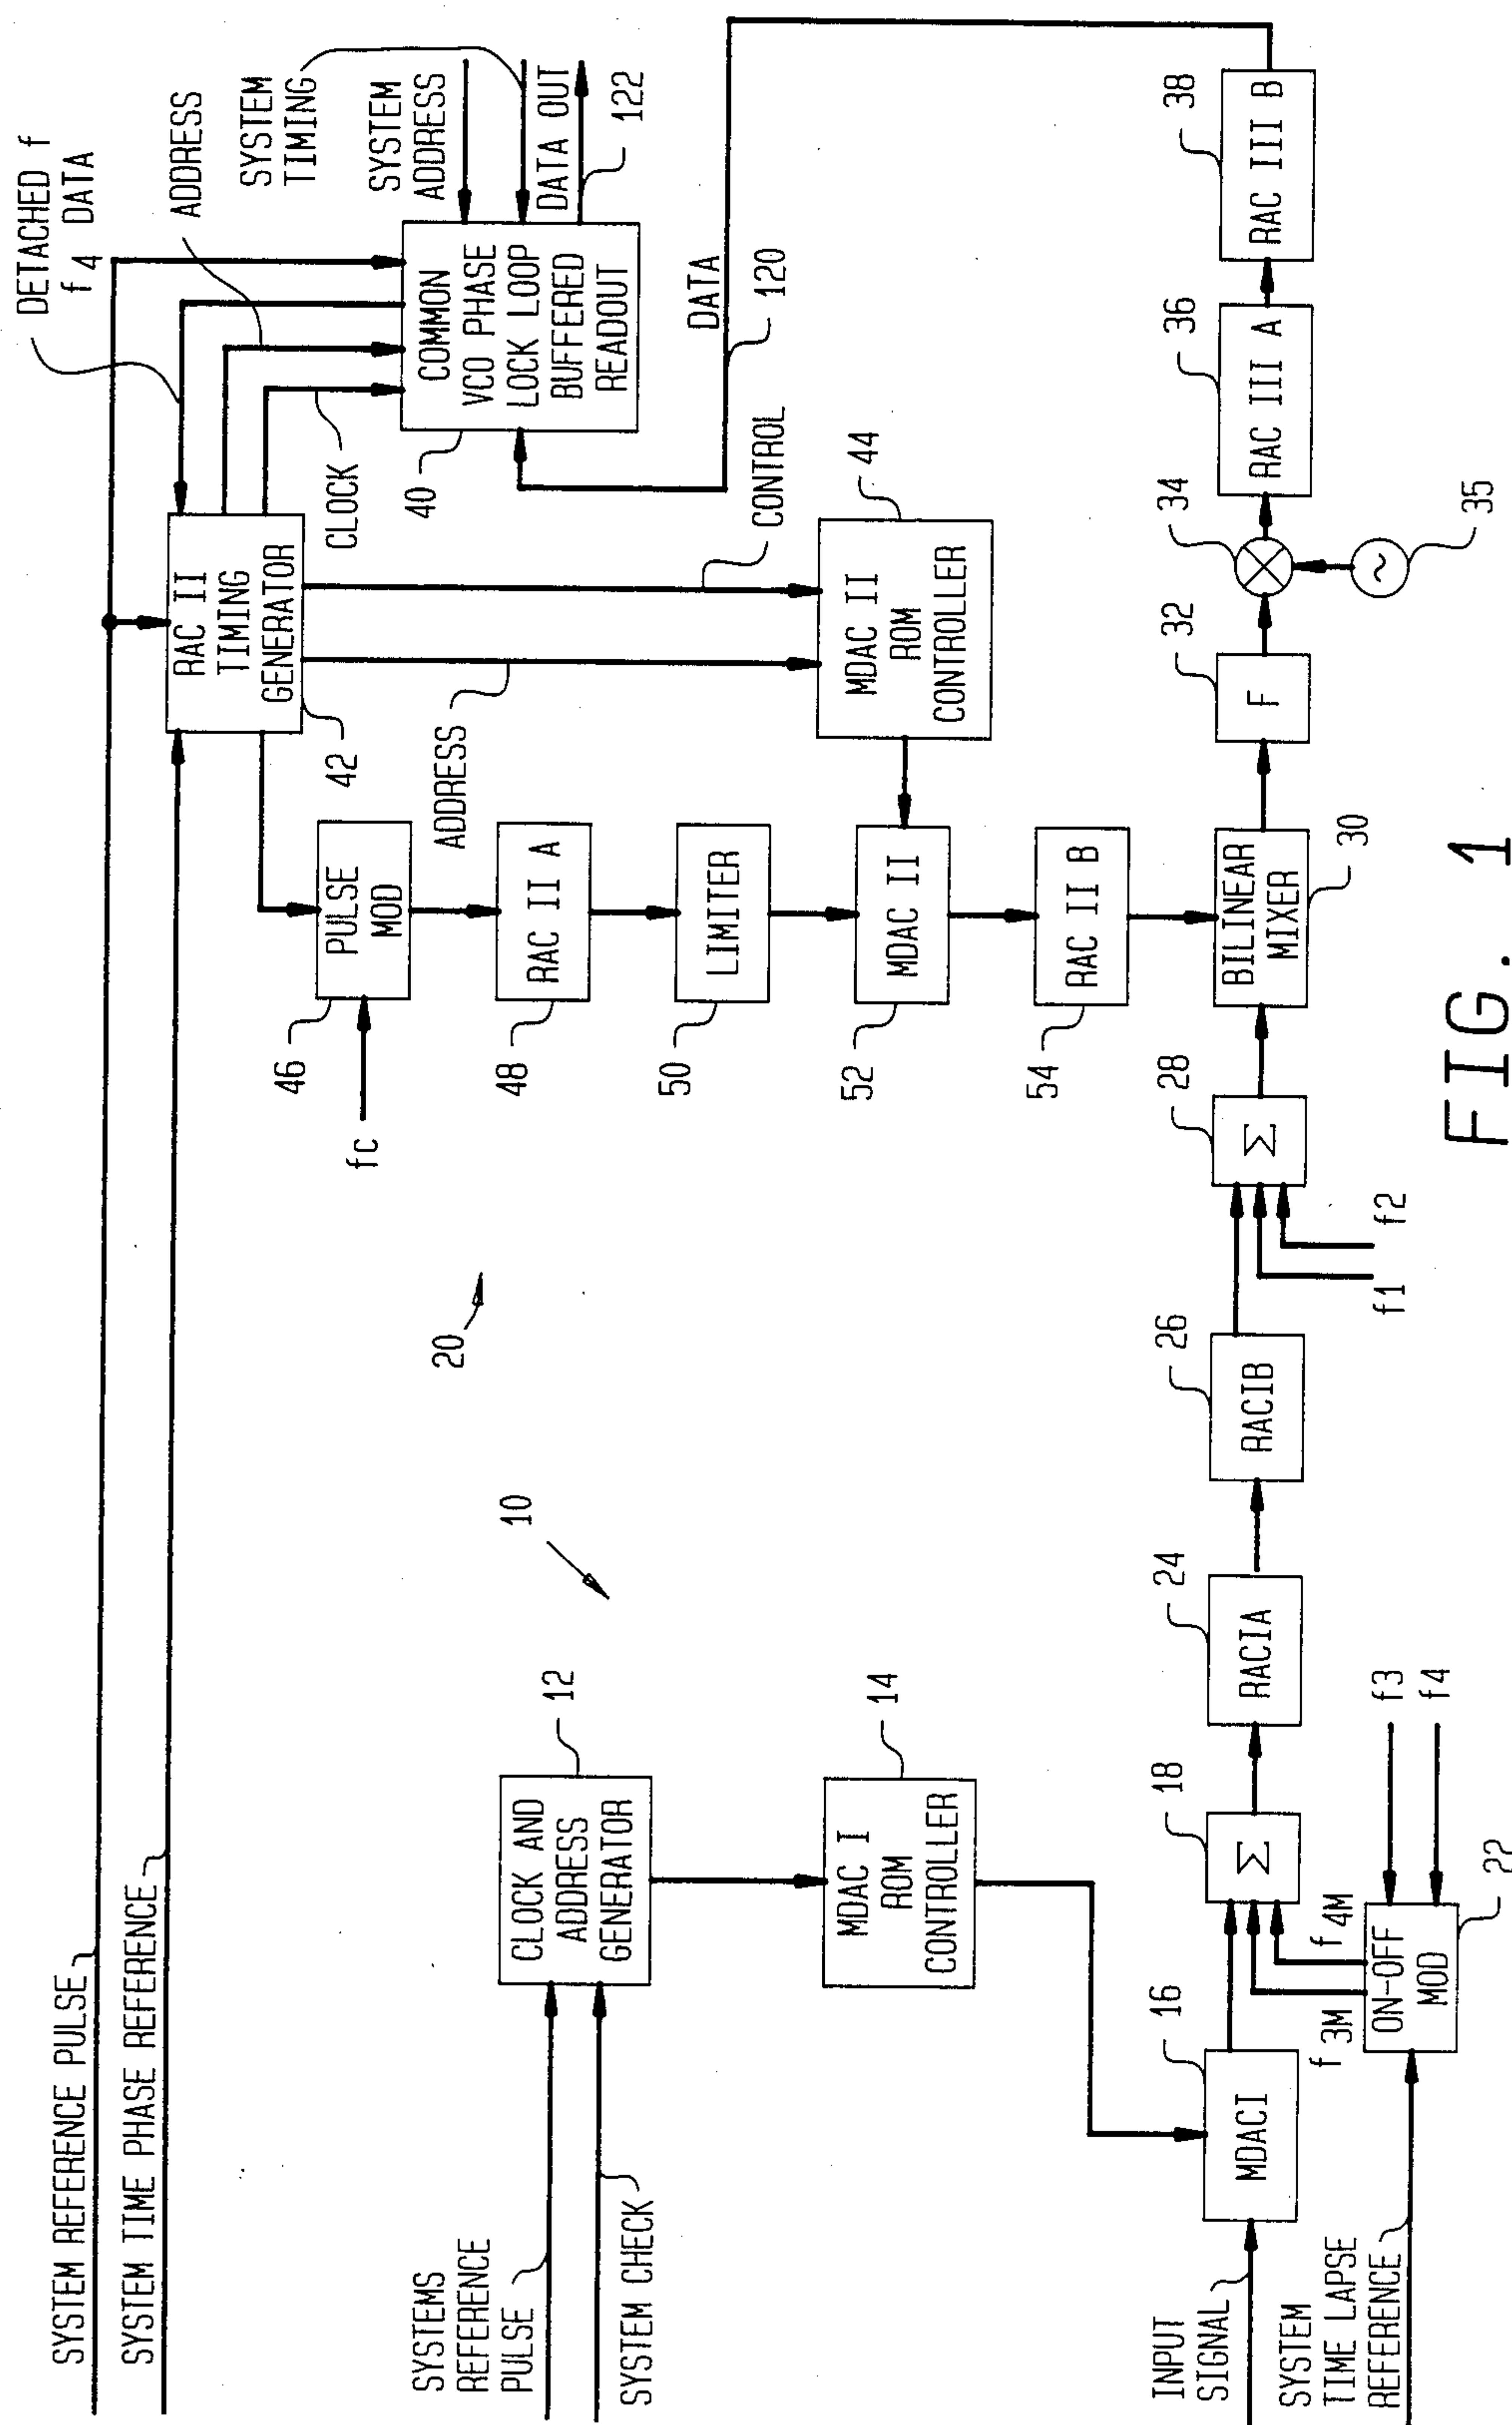 SYSTEM REFERENCE PULSE
SYSTEM TIME PHASE REFERENCE
DETACHED f
f 4 DATA
ADDRESS
SYSTEM
TIMING
SYSTEM
ADDRESS
DATA OUT
122
RAC II
TIMING
GENERATOR
42
CLOCK
COMMON
VCO PHASE
LOCK LOOP
BUFFERED
READOUT
40
DATA
120
CONTROL
ADDRESS
MDAC II
ROM
CONTROLLER
44
fc
PULSE
MOD
46
RAC II A
48
LIMITER
50
MDAC II
52
RAC II B
54
20
10
SYSTEMS
REFERENCE
PULSE
SYSTEM CHECK
CLOCK AND
ADDRESS
GENERATOR
12
MDAC I
ROM
CONTROLLER
14
INPUT
SIGNAL
MDACI
16
SYSTEM
TIME LAPSE
REFERENCE
ON-OFF
MOD
22
f 3M
f 4M
f3
f4
Σ
18
RACIA
24
RACIB
26
Σ
28
f1
f2
BILINEAR
MIXER
30
F
32
34
~
35
RAC III A
36
RAC III B
38
FIG. 1